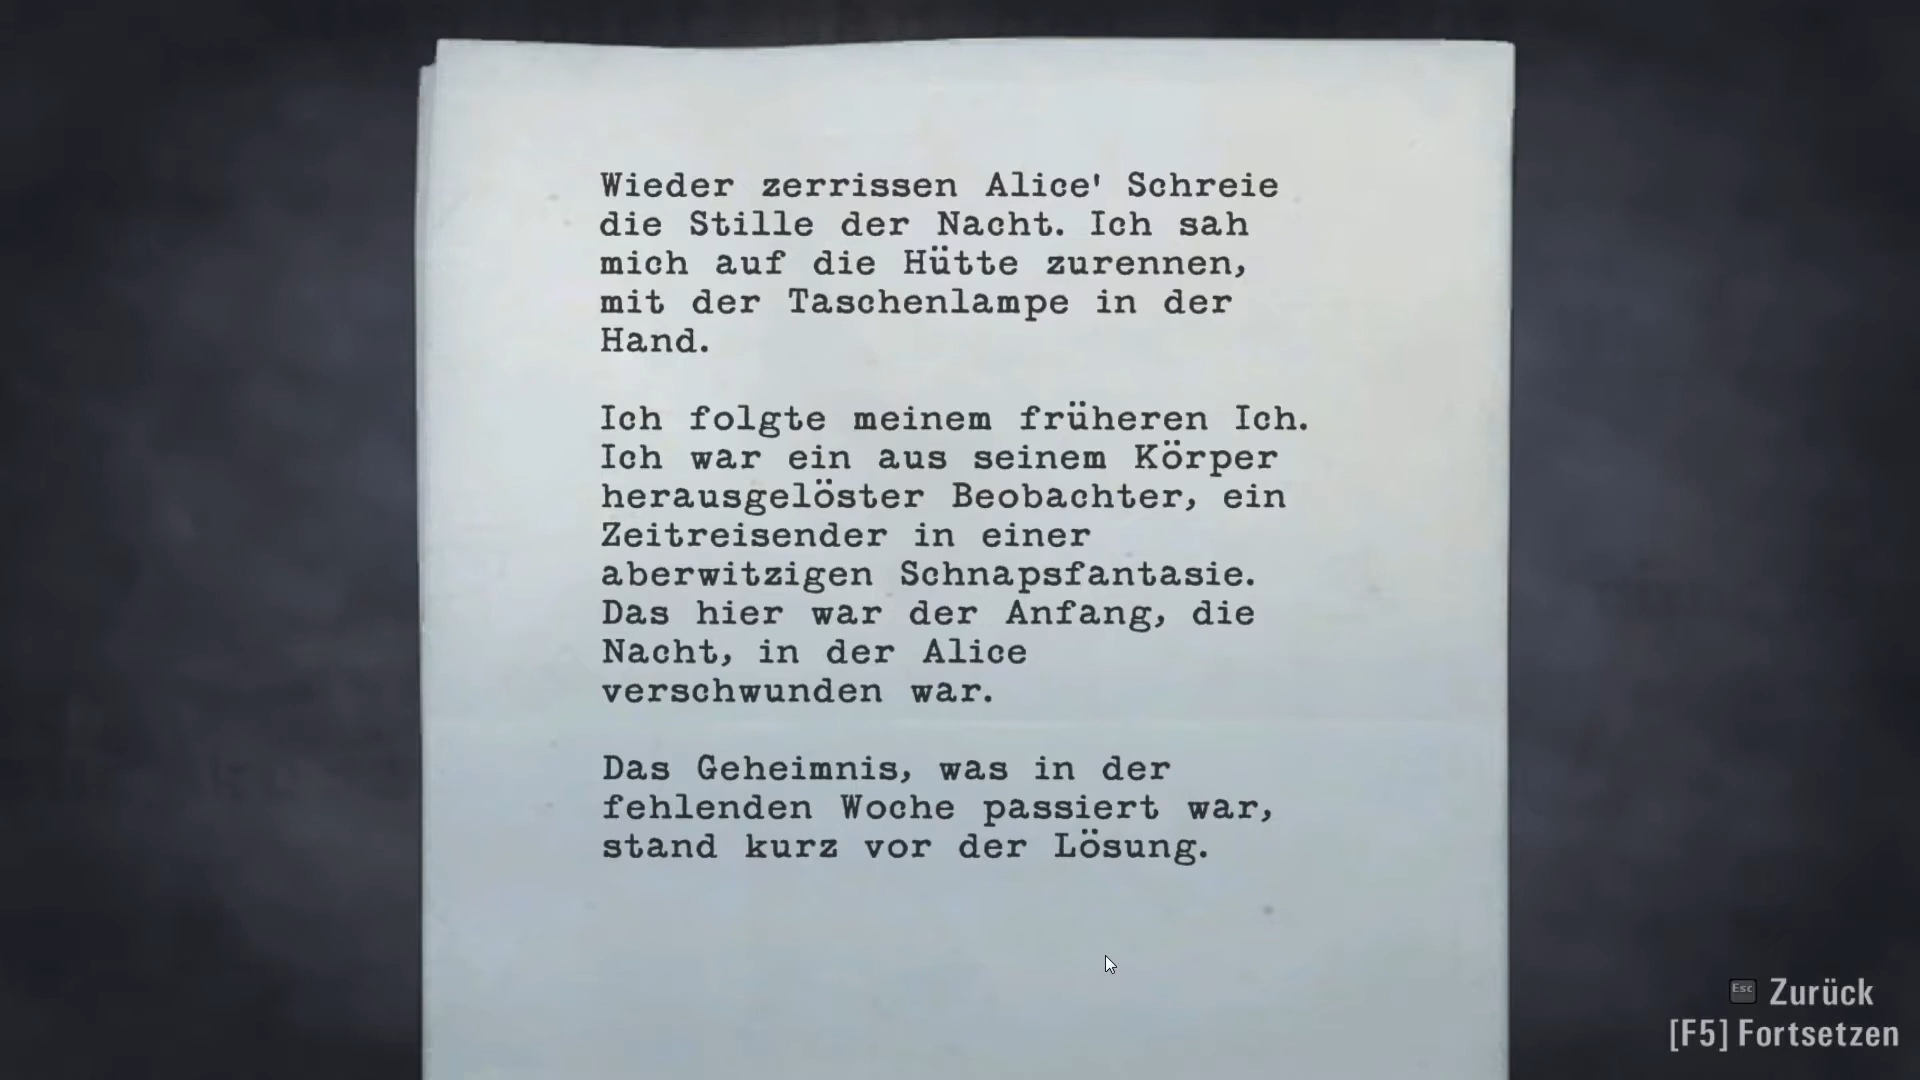 Wieder zerrissen Alice' Schreie
die Stille der Nacht. Ich sah
mich auf die Hütte zurennen,
mit der Taschenlampe in der
Hand.
Ich folgte meinem früheren Ich.
Ich war ein aus seinem Körper
herausgelöster Beobachter, ein
Zeitreisender in einer
aberwitzigen Schnapsfantasie.
Das hier war der Anfang, die
Nacht, in der Alice
verschwunden war.
Das Geheimnis, was in der
fehlenden Woche passiert war,
stand kurz vor der Lösung.
Esc Zurück
[F5] Fortsetzen